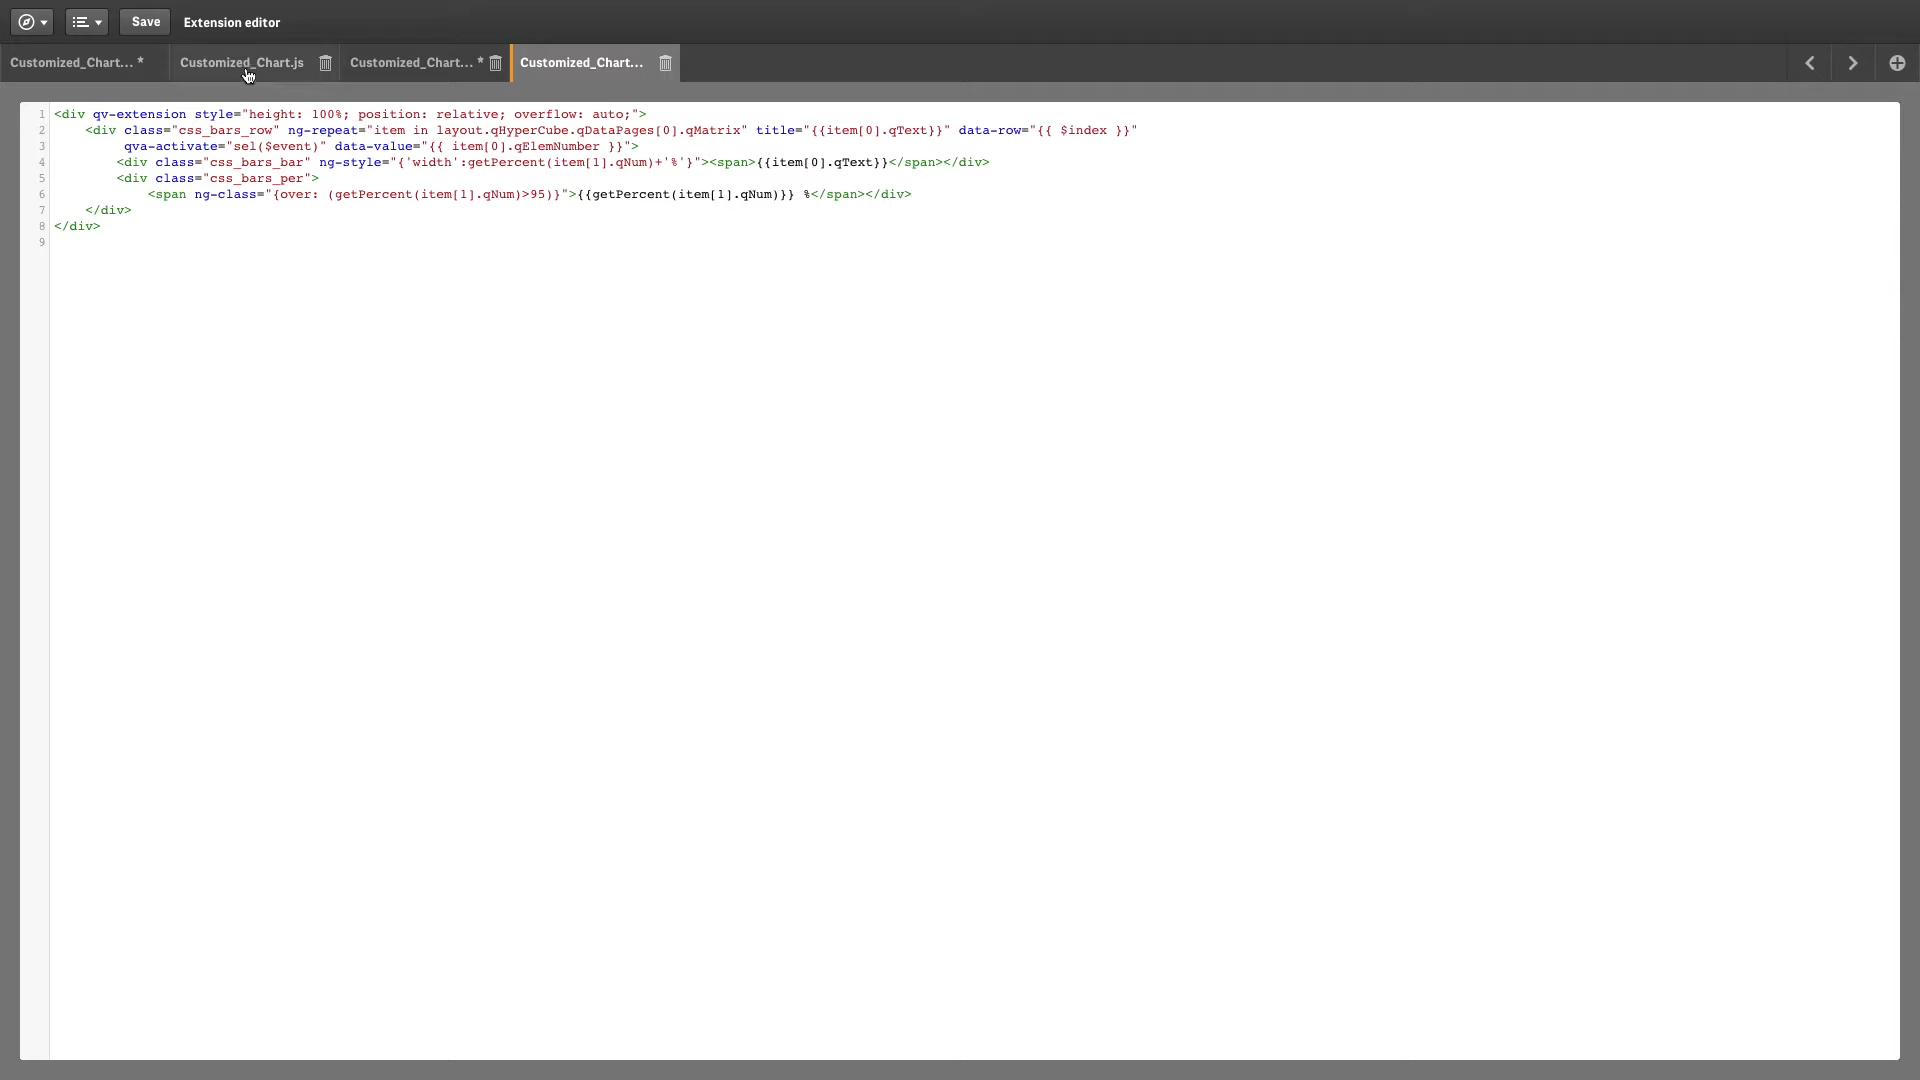 Save Extension editor
Customized_Chart... * Customized_Chart.js Customized_Chart... * Customized_Chart...
1 <div qv-extension style="height: 100%; position: relative; overflow: auto;">
2 <div class="css_bars_row" ng-repeat="item in layout.qHyperCube.qDataPages[0].qMatrix" title="{{item[0].qText}}" data-row="{{ $index }}"
3 qva-activate="sel($event)" data-value="{{ item[0].qElemNumber }}">
4 <div class="css_bars_bar" ng-style="{'width':getPercent(item[1].qNum)+'%'}"><span>{{item[0].qText}}</span></div>
5 <div class="css_bars_per">
6 <span ng-class="{over: (getPercent(item[1].qNum)>95)}">{{getPercent(item[1].qNum)}} %</span></div>
7 </div>
8 </div>
9